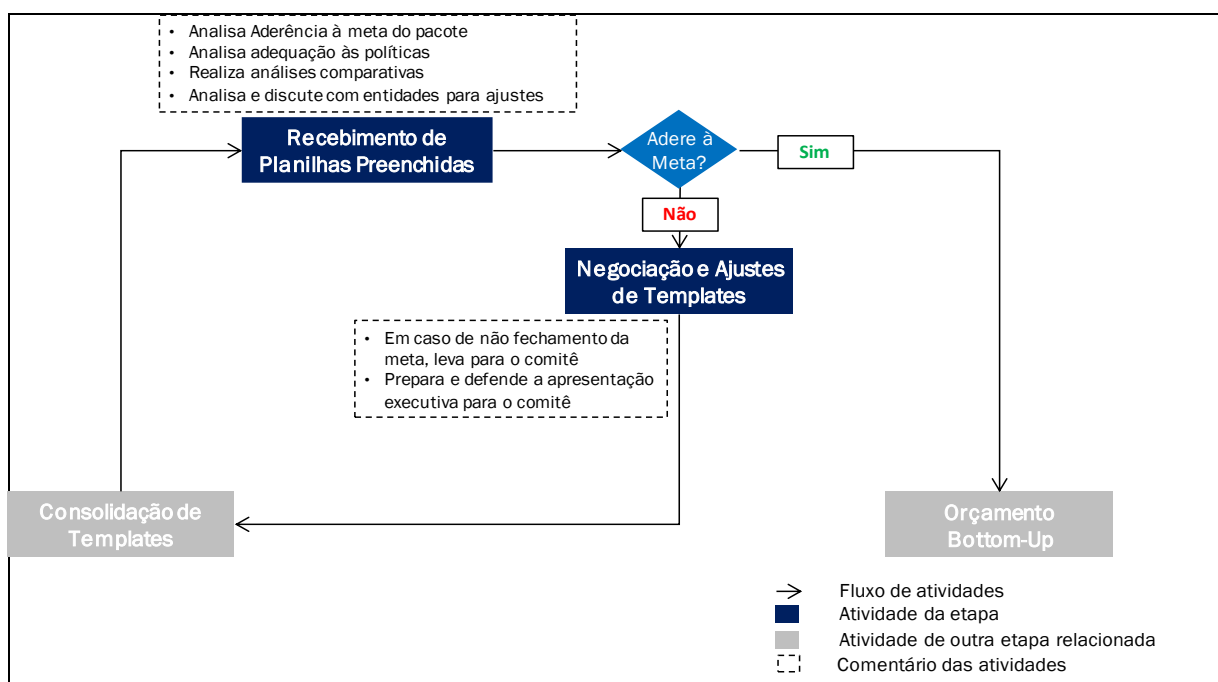 • Analisa Aderência à meta do pacote
• Analisa adequação às políticas
• Realiza análises comparativas
• Analisa e discute com entidades para ajustes
Recebimento de
Planilhas Preenchidas
Adere à
Meta?
Sim
Não
Negociação e Ajustes
de Templates
• Em caso de não fechamento da
meta, leva para o comitê
• Prepara e defende a apresentação
executiva para o comitê
Consolidação de
Templates
Orçamento
Bottom-Up
Fluxo de atividades
Atividade da etapa
Atividade de outra etapa relacionada
Comentário das atividades